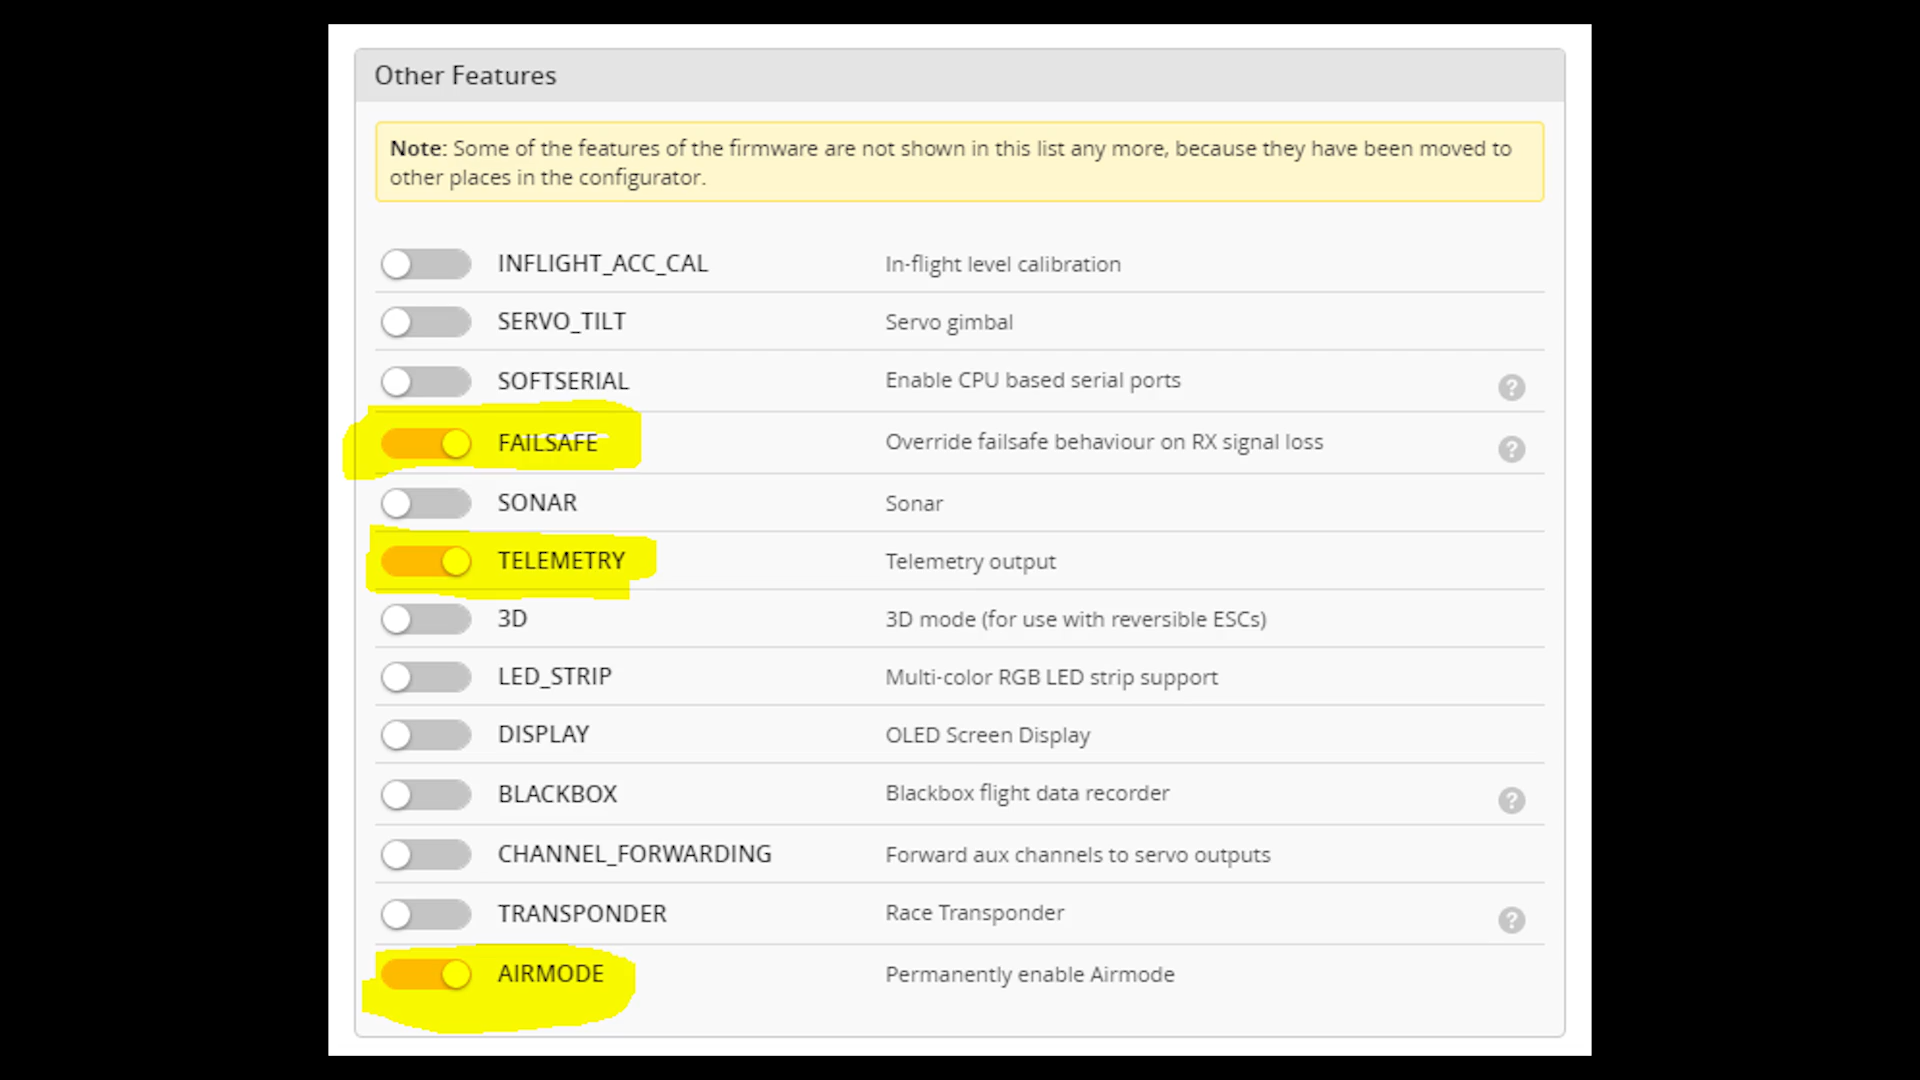 Other Features
Note: Some of the features of the firmware are not shown in this list any more, because they have been moved to
other places in the configurator.
INFLIGHT_ACC_CAL In-flight level calibration
SERVO_TILT Servo gimbal
SOFTSERIAL Enable CPU based serial ports ?
FAILSAFE Override failsafe behaviour on RX signal loss ?
SONAR Sonar
TELEMETRY Telemetry output
3D 3D mode (for use with reversible ESCs)
LED_STRIP Multi-color RGB LED strip support
DISPLAY OLED Screen Display
BLACKBOX Blackbox flight data recorder ?
CHANNEL_FORWARDING Forward aux channels to servo outputs
TRANSPONDER Race Transponder ?
AIRMODE Permanently enable Airmode